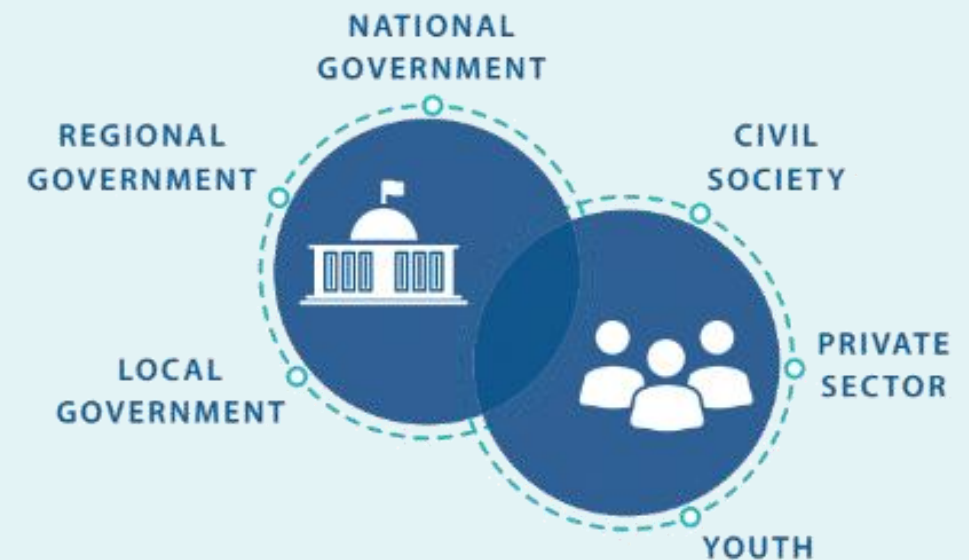 NATIONAL
GOVERNMENT
REGIONAL
GOVERNMENT
CIVIL
SOCIETY
LOCAL
GOVERNMENT
PRIVATE
SECTOR
YOUTH